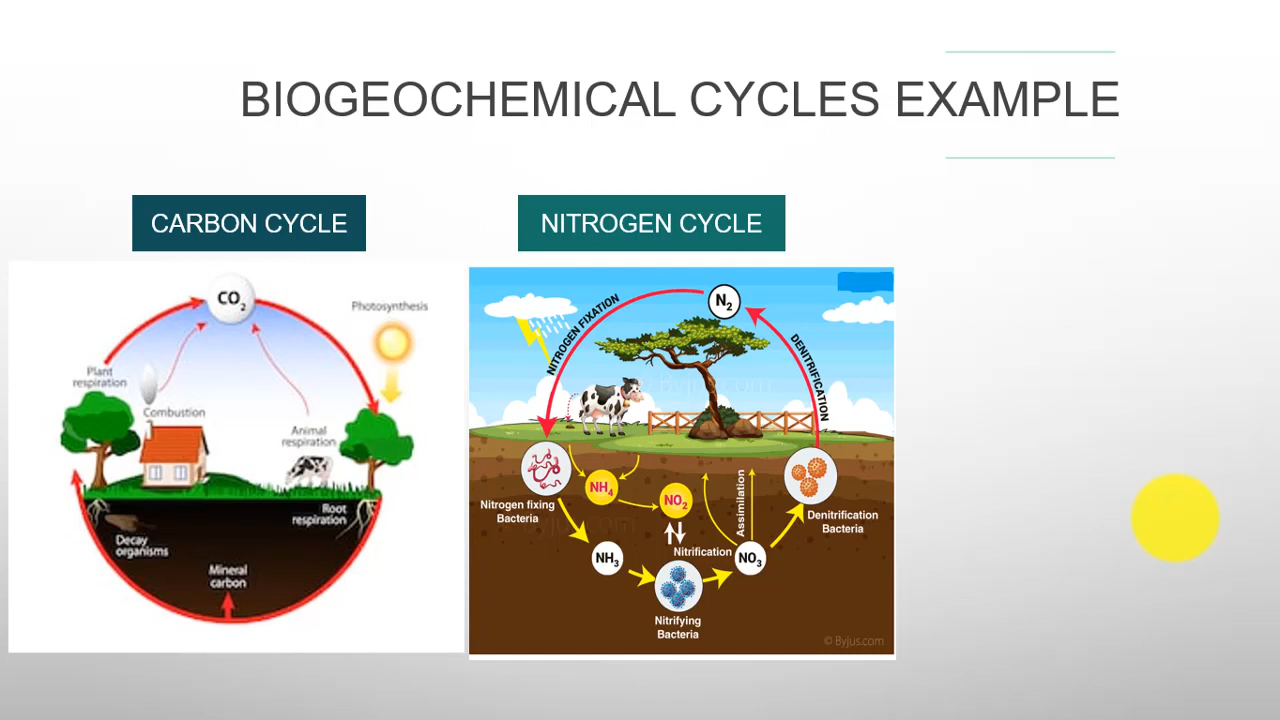 BIOGEOCHEMICAL CYCLES EXAMPLE
CARBON CYCLE
NITROGEN CYCLE
CO2
Photosynthesis
Plant
respiration
Combustion
Animal
respiration
Root
respiration
Decay
organisms
Mineral
carbon
N2
NITROGEN FIXATION
DENITRIFICATION
Byjus.com
NH4
NO2
Nitrogen fixing
Bacteria
Assimilation
Denitrification
Bacteria
NH3
Nitrification
NO3
Nitrifying
Bacteria
© Byjus.com